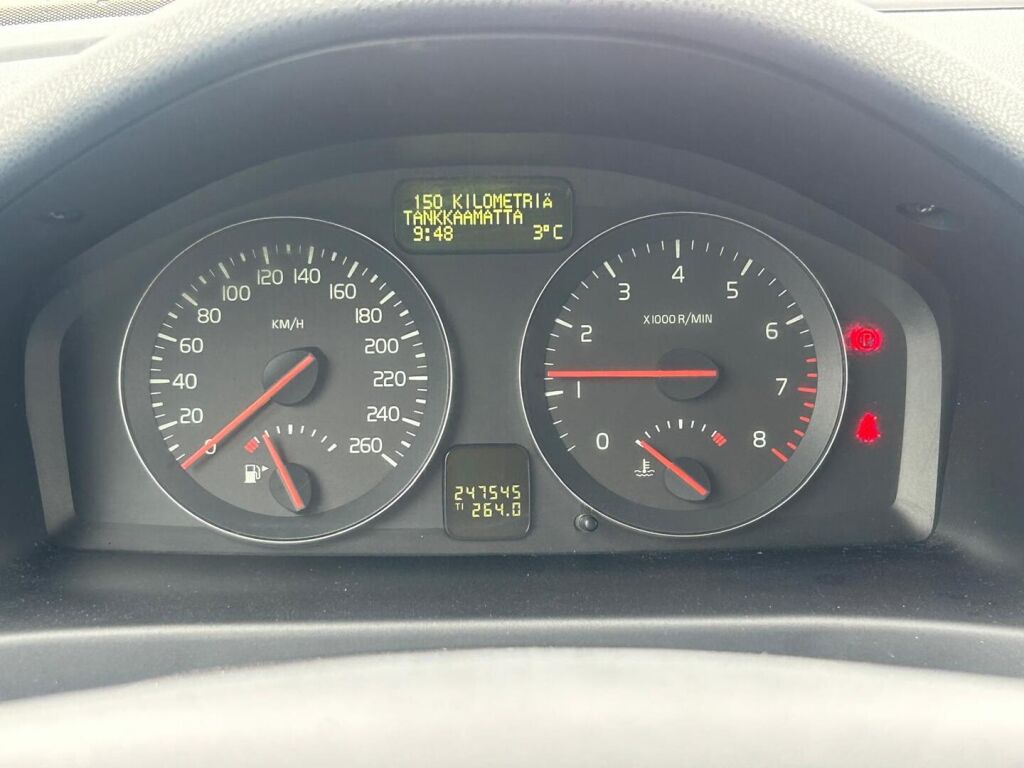 150 KILOMETRIÄ
TANKKAAMATTA
9:48 3°C
0 20 40 60 80 100 120 140 160 180 200 220 240 260
KM/H
247545
T1 264.0
0 1 2 3 4 5 6 7 8
X1000 R/MIN